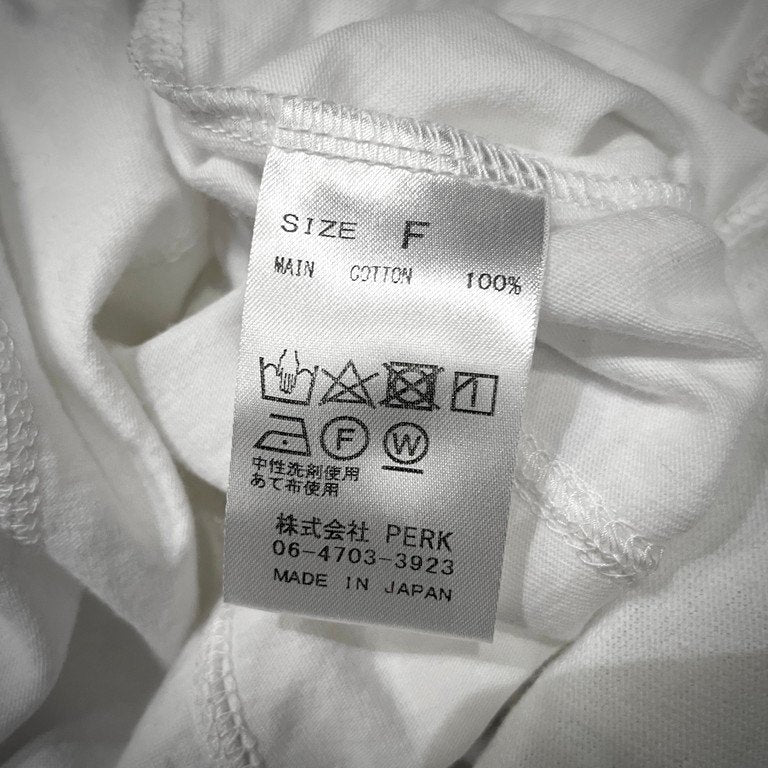 SIZE F
MAIN COTTON 100%
F W
中性洗剤使用
あて布使用
株式会社 PERK
06-4703-3923
MADE IN JAPAN